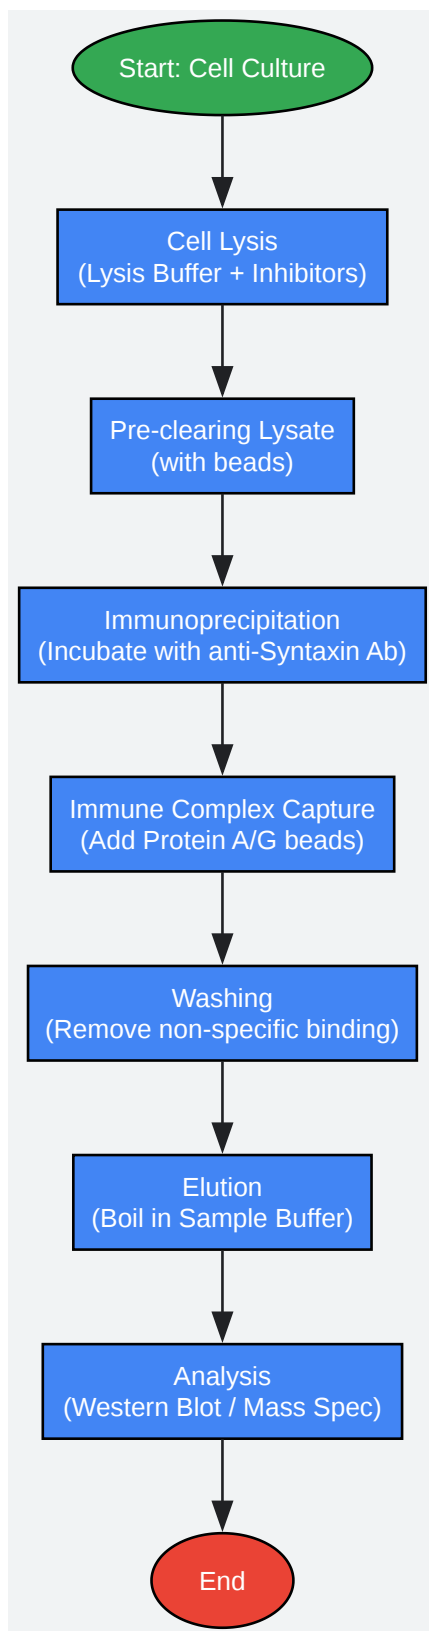 Start: Cell Culture
Cell Lysis
(Lysis Buffer + Inhibitors)
Pre-clearing Lysate
(with beads)
Immunoprecipitation
(Incubate with anti-Syntaxin Ab)
Immune Complex Capture
(Add Protein A/G beads)
Washing
(Remove non-specific binding)
Elution
(Boil in Sample Buffer)
Analysis
(Western Blot / Mass Spec)
End